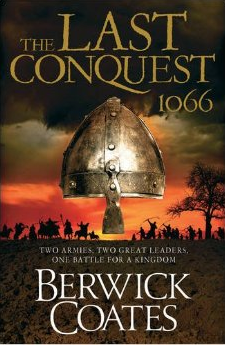 THE LAST
CONQUEST
1066
TWO ARMIES, TWO GREAT LEADERS,
ONE BATTLE FOR A KINGDOM
BERWICK
COATES